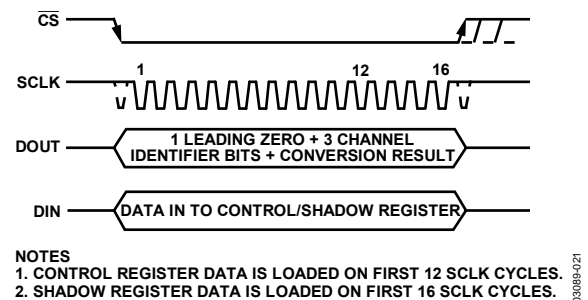 CS
SCLK
1 12 16
DOUT
1 LEADING ZERO + 3 CHANNEL
IDENTIFIER BITS + CONVERSION RESULT
DIN
DATA IN TO CONTROL/SHADOW REGISTER
NOTES
1. CONTROL REGISTER DATA IS LOADED ON FIRST 12 SCLK CYCLES.
2. SHADOW REGISTER DATA IS LOADED ON FIRST 16 SCLK CYCLES.
03089-021